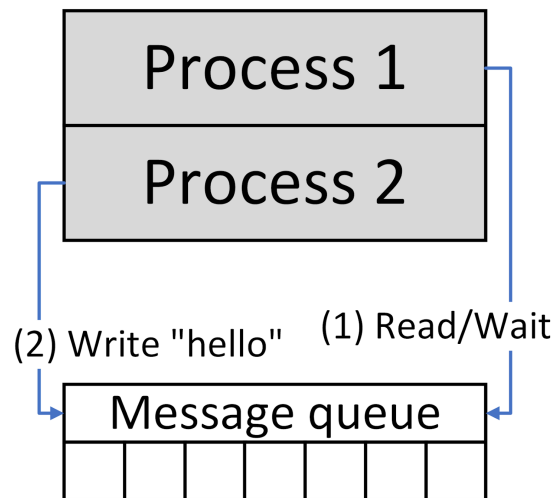 Process 1
Process 2
(1) Read/Wait
(2) Write "hello"
Message queue